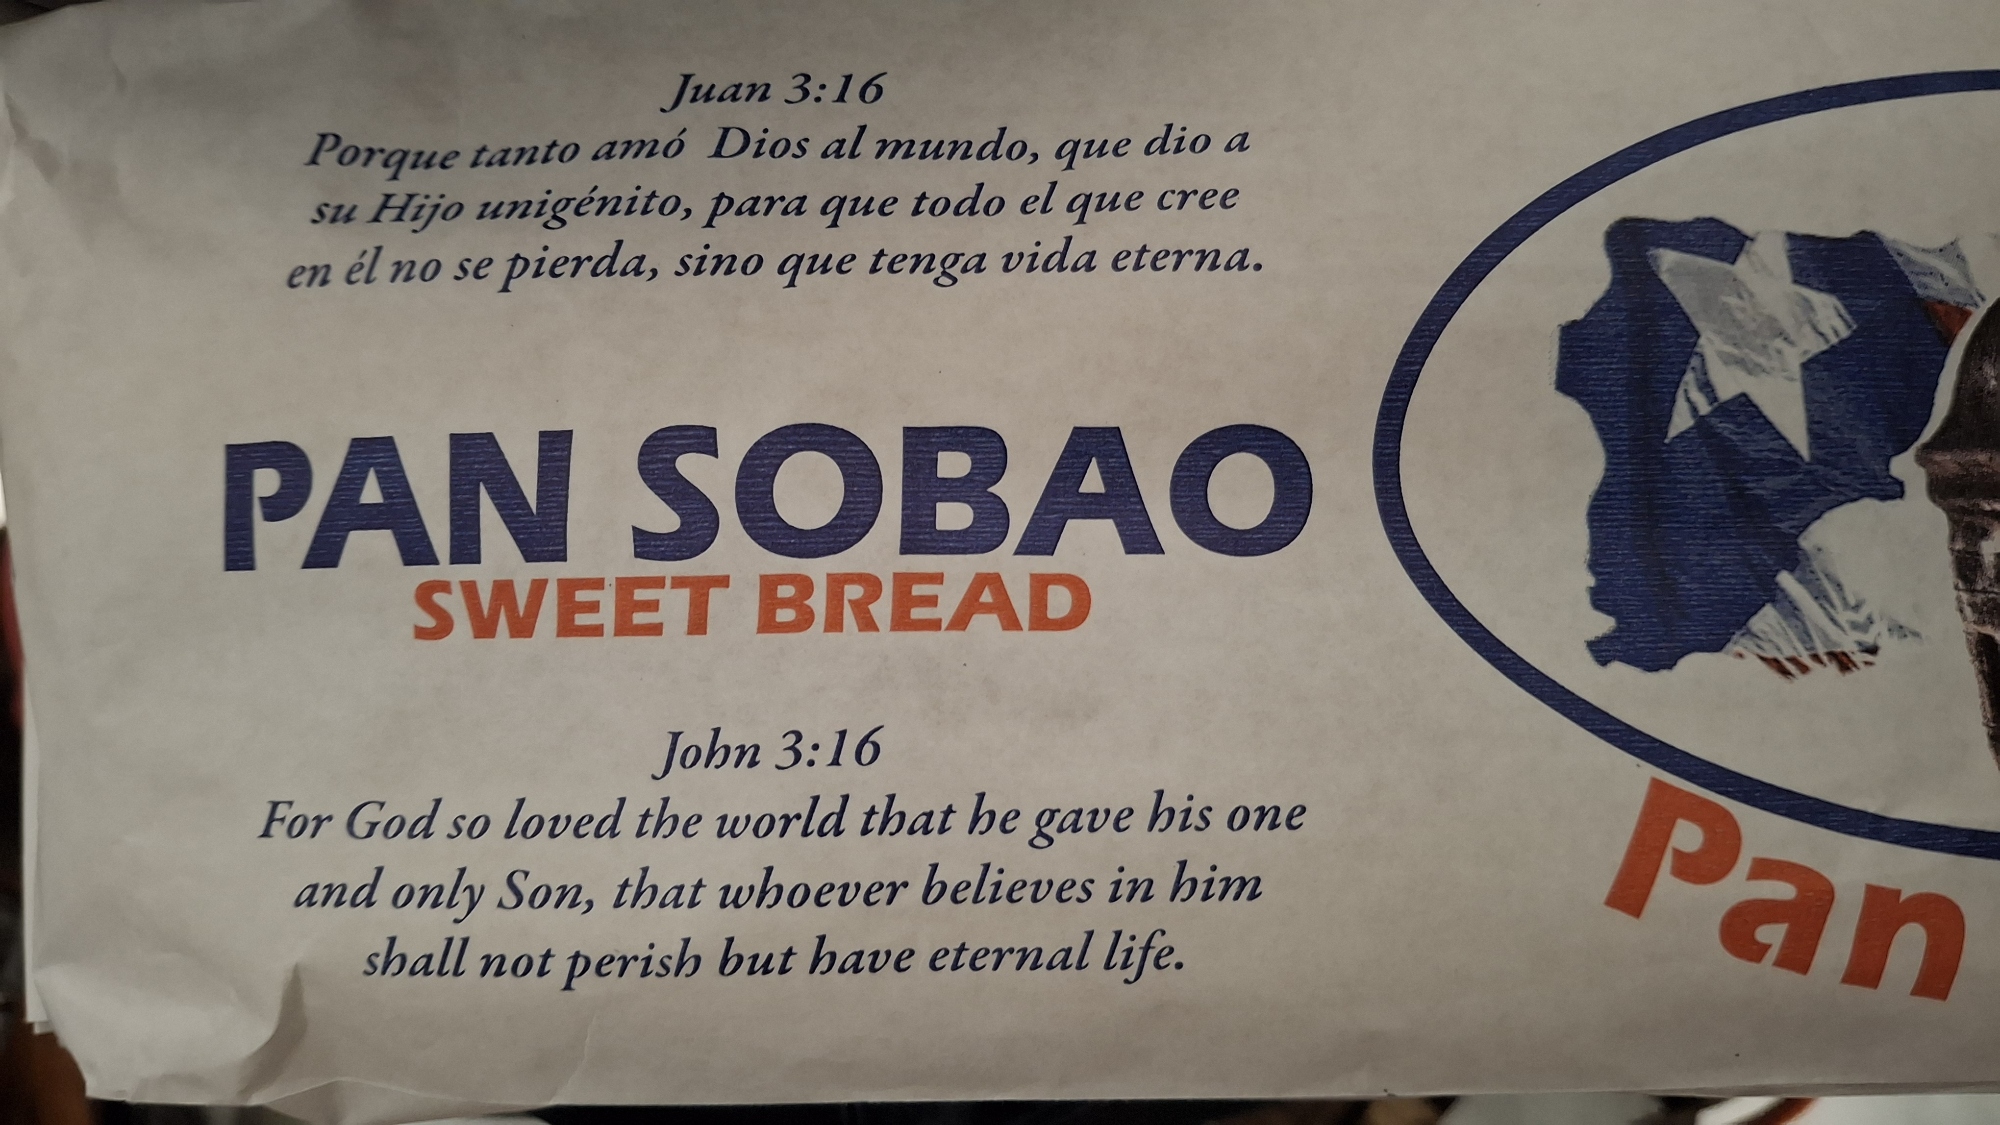 Juan 3:16
Porque tanto amó Dios al mundo, que dio a
su Hijo unigénito, para que todo el que cree
en él no se pierda, sino que tenga vida eterna.
PAN SOBAO
SWEET BREAD
John 3:16
For God so loved the world that he gave his one
and only Son, that whoever believes in him
shall not perish but have eternal life.
Pan